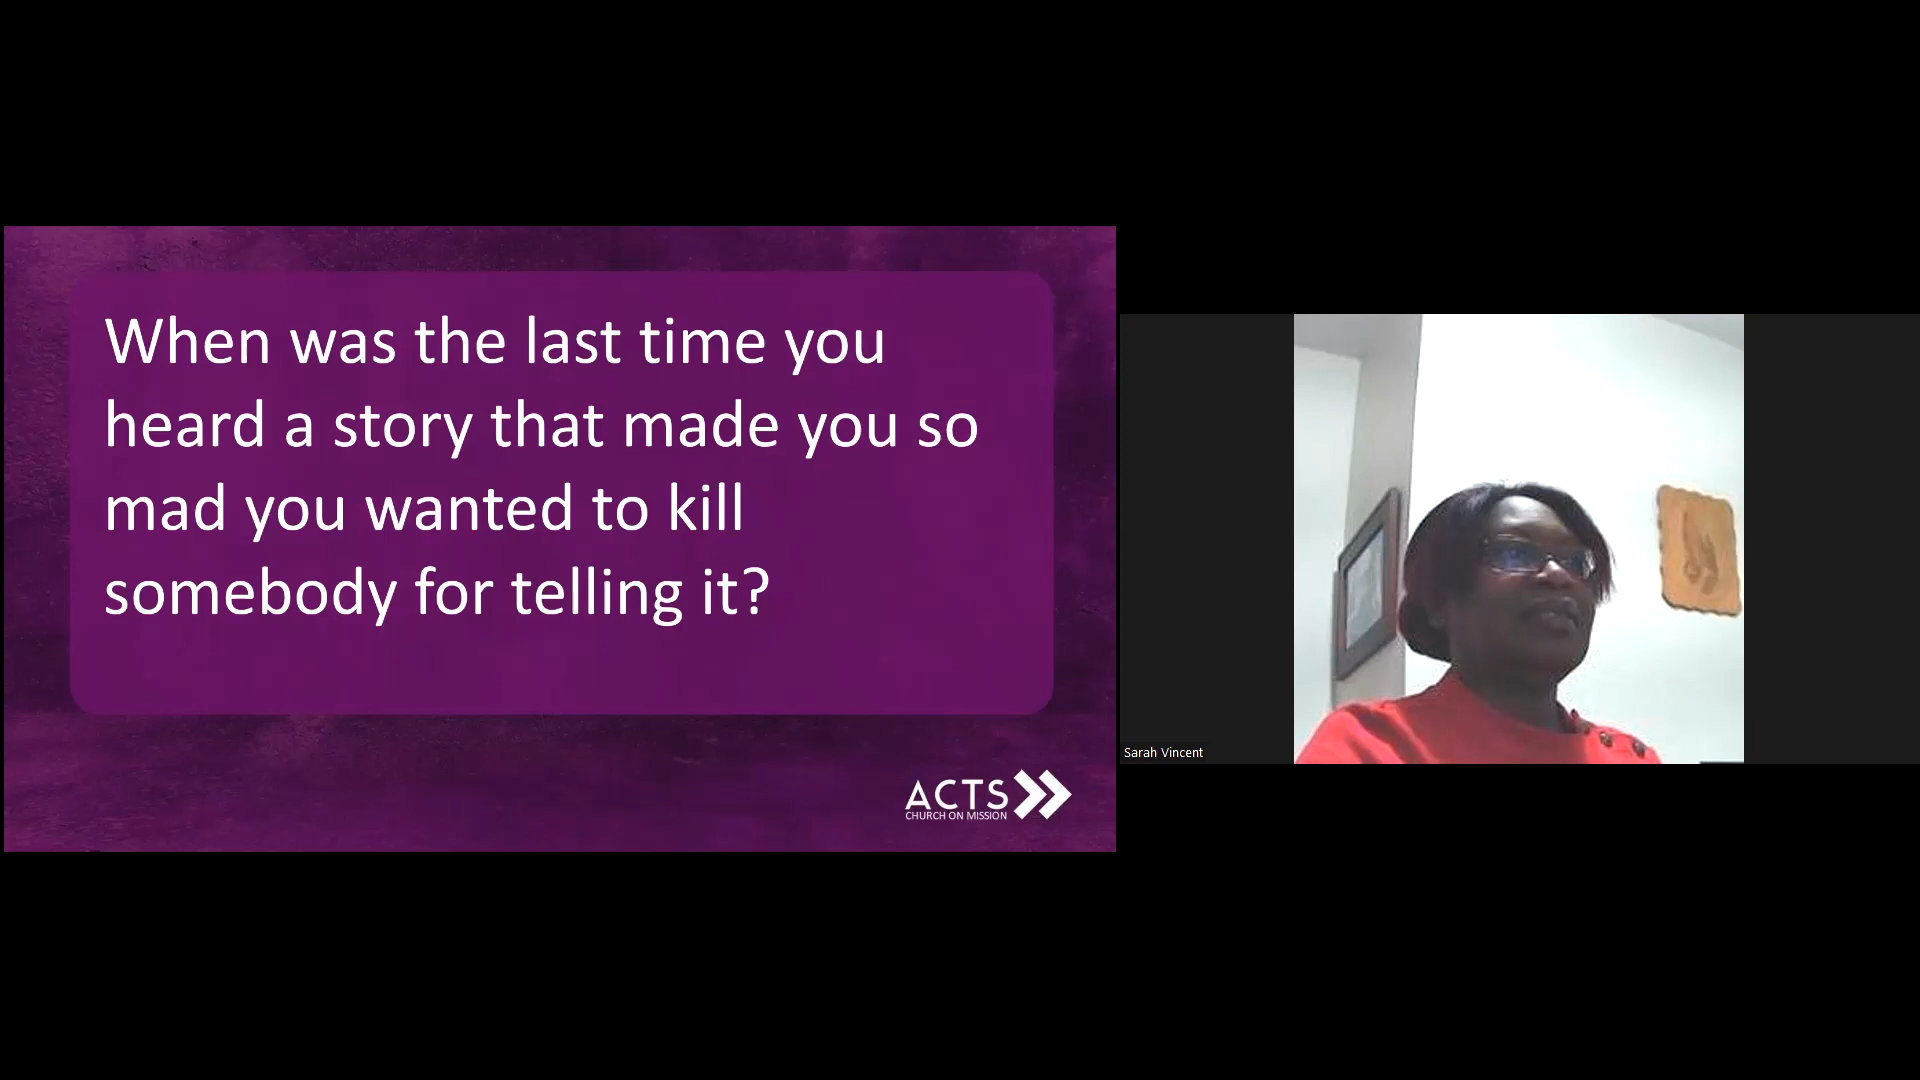 When was the last time you
heard a story that made you so
mad you wanted to kill
somebody for telling it?
ACTS
CHURCH ON MISSION
Sarah Vincent